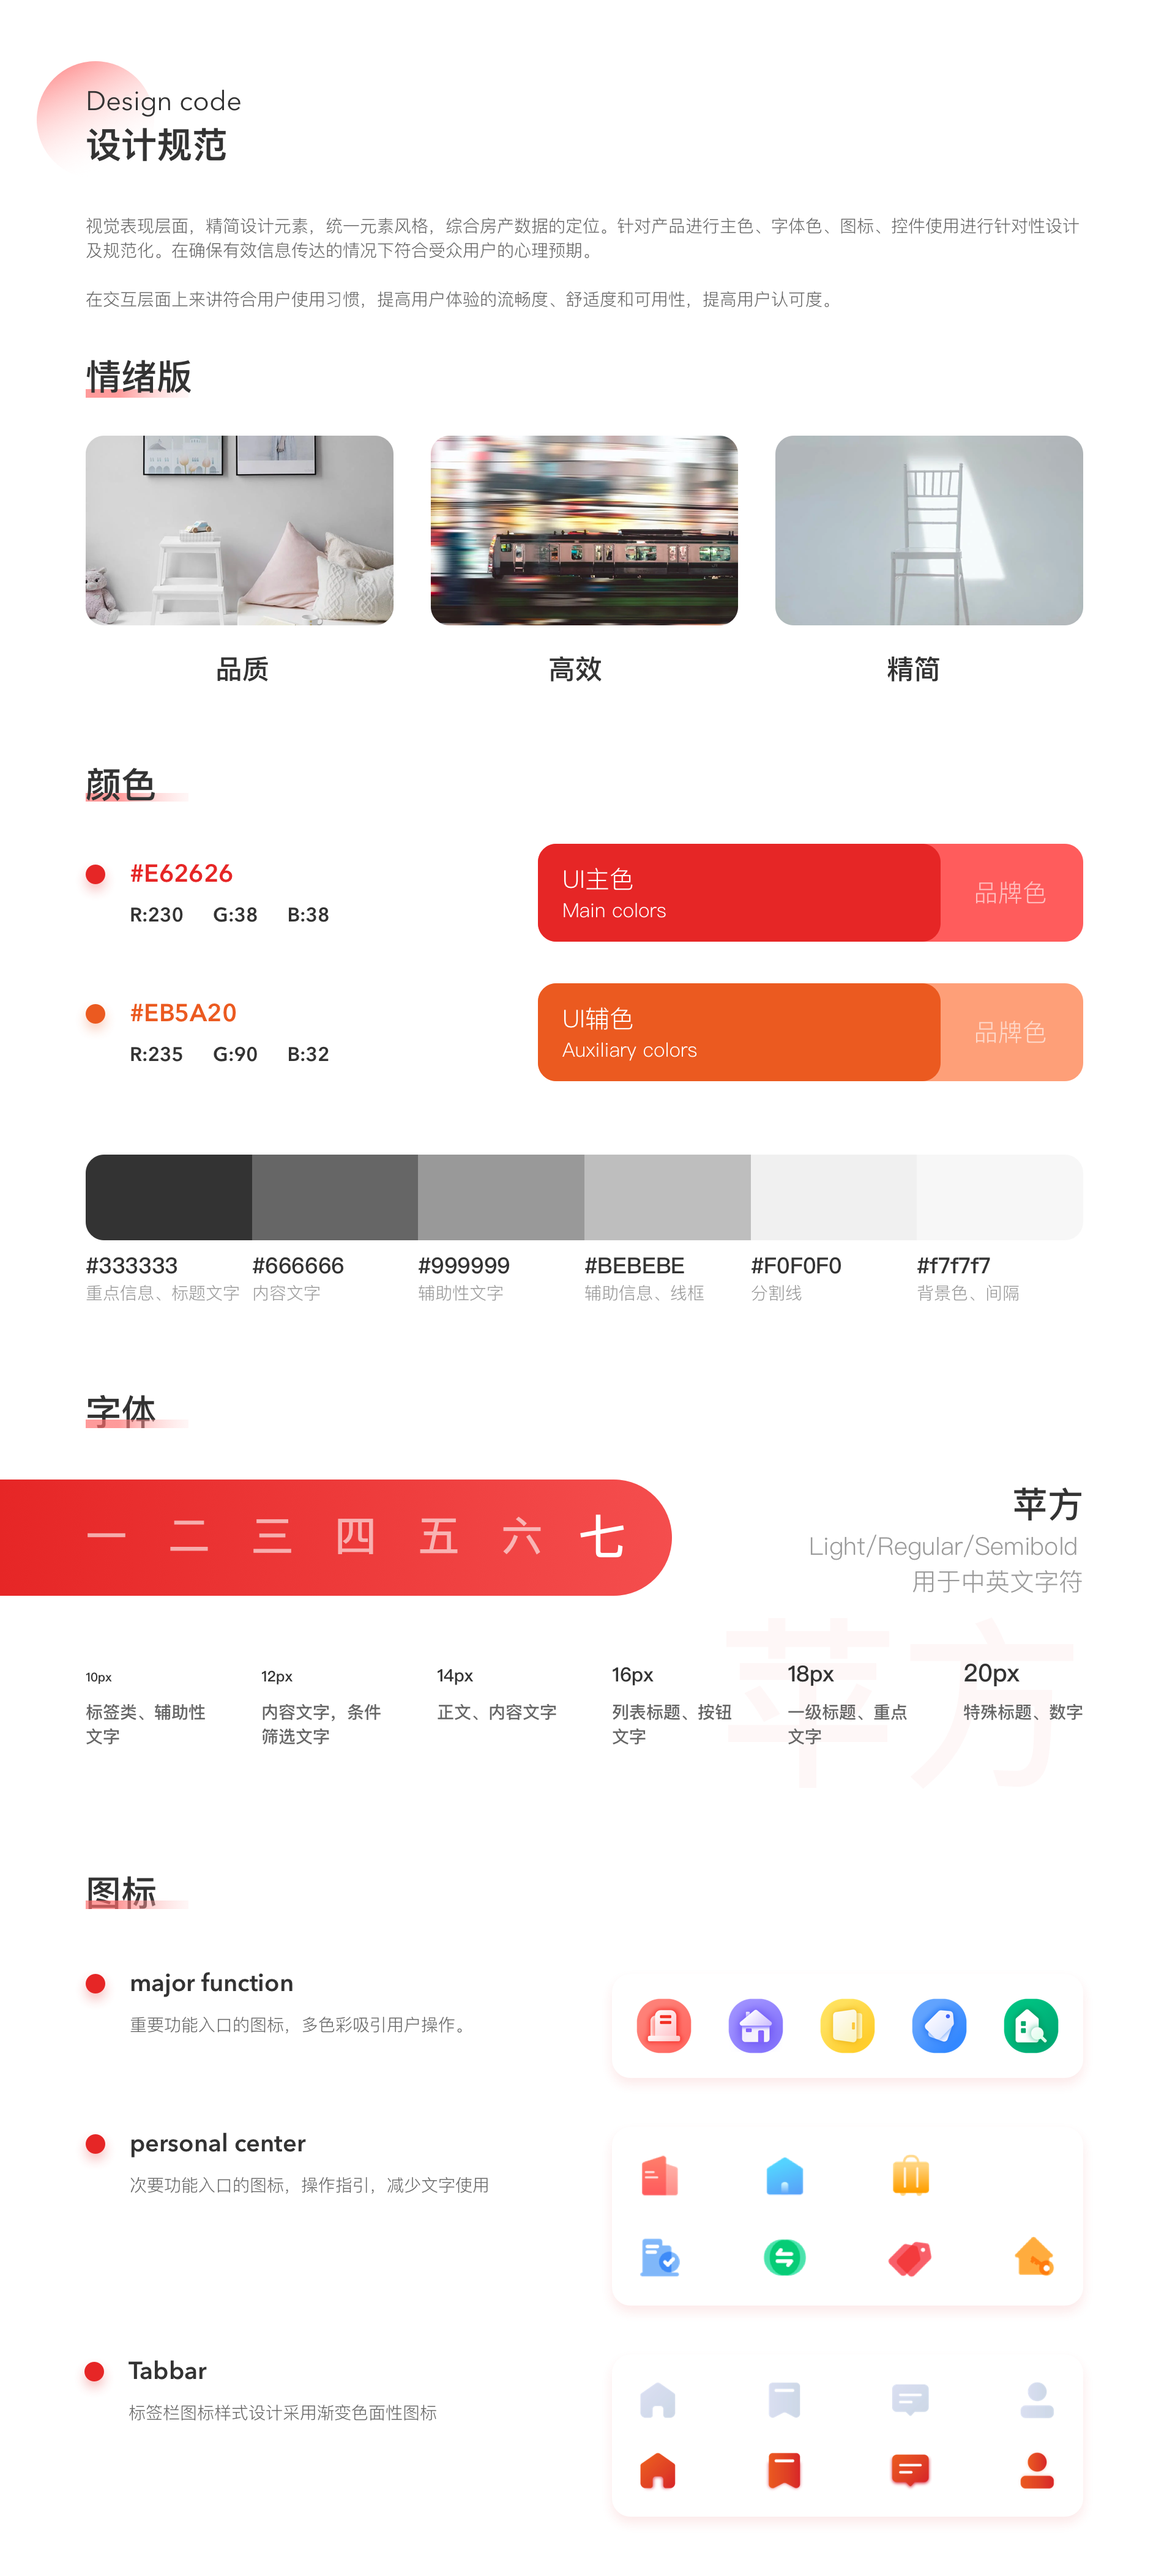 Design code
设计规范
视觉表现层面，精简设计元素，统一元素风格，综合房产数据的定位。针对产品进行主色、字体色、图标、控件使用进行针对性设计
及规范化。在确保有效信息传达的情况下符合受众用户的心理预期。
在交互层面上来讲符合用户使用习惯，提高用户体验的流畅度、舒适度和可用性，提高用户认可度。
情绪版
品质
高效
精简
颜色
#E62626
R:230 G:38 B:38
UI主色
Main colors
品牌色
#EB5A20
R:235 G:90 B:32
UI辅色
Auxiliary colors
品牌色
#333333 #666666 #999999 #BEBEBE #F0F0F0 #f7f7f7
重点信息、标题文字 内容文字 辅助性文字 辅助信息、线框 分割线 背景色、间隔
字体
一 二 三 四 五 六 七
苹方
Light/Regular/Semibold
用于中英文字符
苹方
10px
标签类、辅助性
文字
12px
内容文字，条件
筛选文字
14px
正文、内容文字
16px
列表标题、按钮
文字
18px
一级标题、重点
文字
20px
特殊标题、数字
图标
major function
重要功能入口的图标，多色彩吸引用户操作。
personal center
次要功能入口的图标，操作指引，减少文字使用
Tabbar
标签栏图标样式设计采用渐变色面性图标